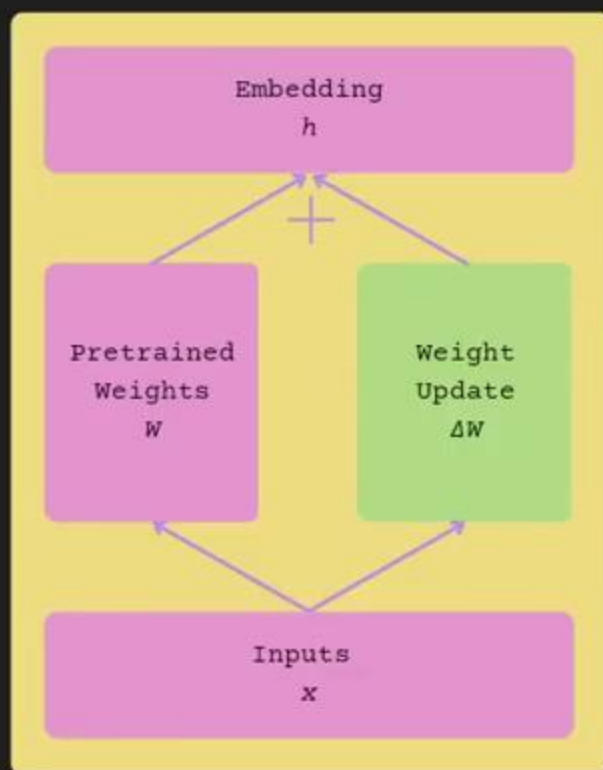 Embedding
h
+
Pretrained
Weights
W
Weight
Update
ΔW
Inputs
x